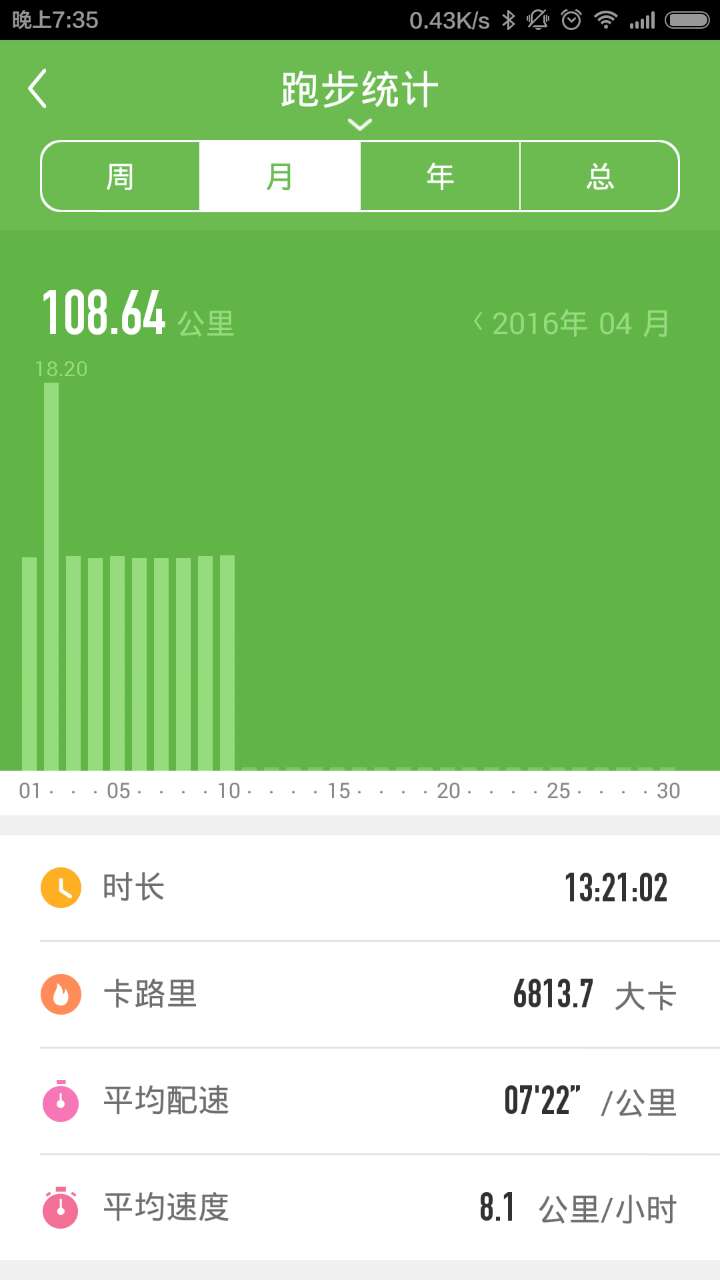 晚上7:35 0.43K/s
跑步统计
周 月 年 总
108.64 公里 2016年 04 月
18.20
01 · · · 05 · · · · 10 · · · · 15 · · · · 20 · · · · 25 · · · · 30
时长 13:21:02
卡路里 6813.7 大卡
平均配速 07'22” /公里
平均速度 8.1 公里/小时